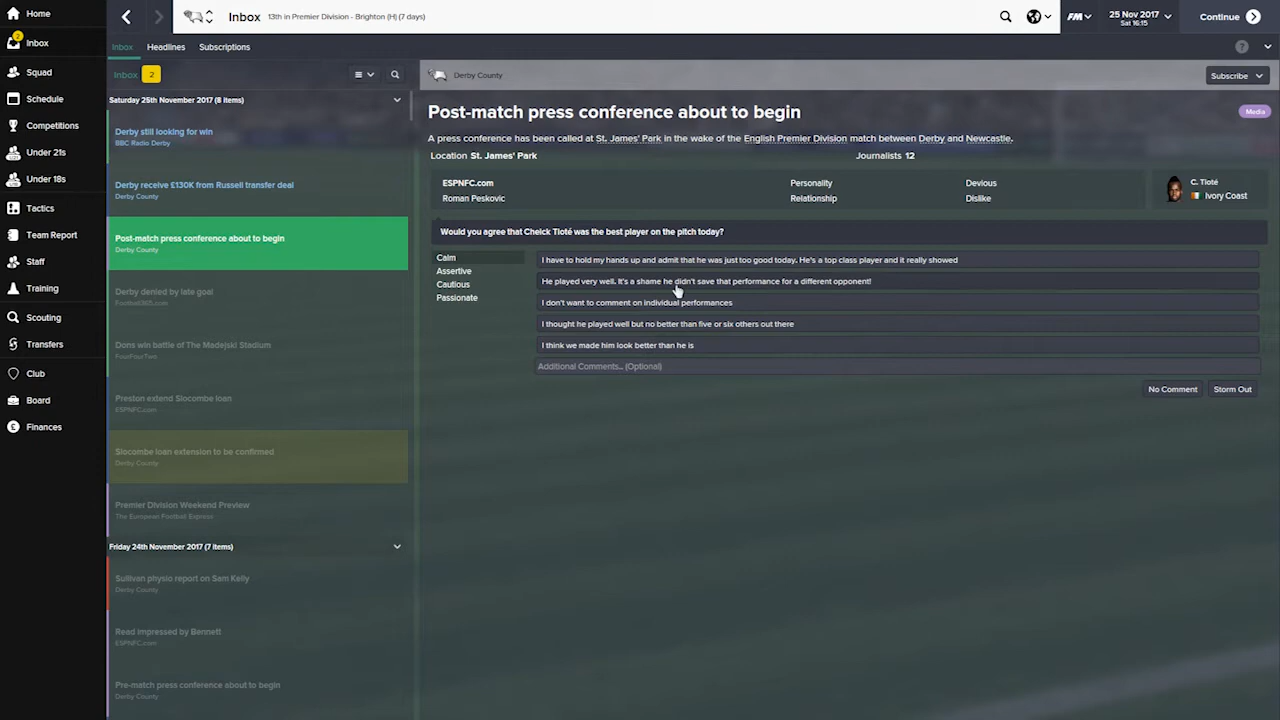 Home
Inbox
2
Squad
Schedule
Competitions
Under 21s
Under 18s
Tactics
Team Report
Staff
Training
Scouting
Transfers
Club
Board
Finances
Inbox 13th in Premier Division - Brighton (H) (7 days)
FM
25 Nov 2017
Sat 16:15
Continue
Inbox Headlines Subscriptions
Inbox 2
Saturday 25th November 2017 (8 items)
Derby still looking for win
BBC Radio Derby
Derby receive £130K from Russell transfer deal
Derby County
Post-match press conference about to begin
Derby County
Derby denied by late goal
Football365.com
Dons win battle of The Madejski Stadium
FourFourTwo
Preston extend Slocombe loan
ESPNFC.com
Slocombe loan extension to be confirmed
Derby County
Premier Division Weekend Preview
The European Football Express
Friday 24th November 2017 (7 items)
Sullivan physio report on Sam Kelly
Derby County
Read impressed by Bennett
ESPNFC.com
Pre-match press conference about to begin
Derby County
Derby County
Subscribe
Post-match press conference about to begin
Media
A press conference has been called at St. James' Park in the wake of the English Premier Division match between Derby and Newcastle.
Location St. James' Park
Journalists 12
ESPNFC.com Personality Devious
Roman Peskovic Relationship Dislike
C. Tioté
Ivory Coast
Would you agree that Cheick Tioté was the best player on the pitch today?
Calm
Assertive
Cautious
Passionate
I have to hold my hands up and admit that he was just too good today. He's a top class player and it really showed
He played very well. It's a shame he didn't save that performance for a different opponent!
I don't want to comment on individual performances
I thought he played well but no better than five or six others out there
I think we made him look better than he is
Additional Comments... (Optional)
No Comment
Storm Out